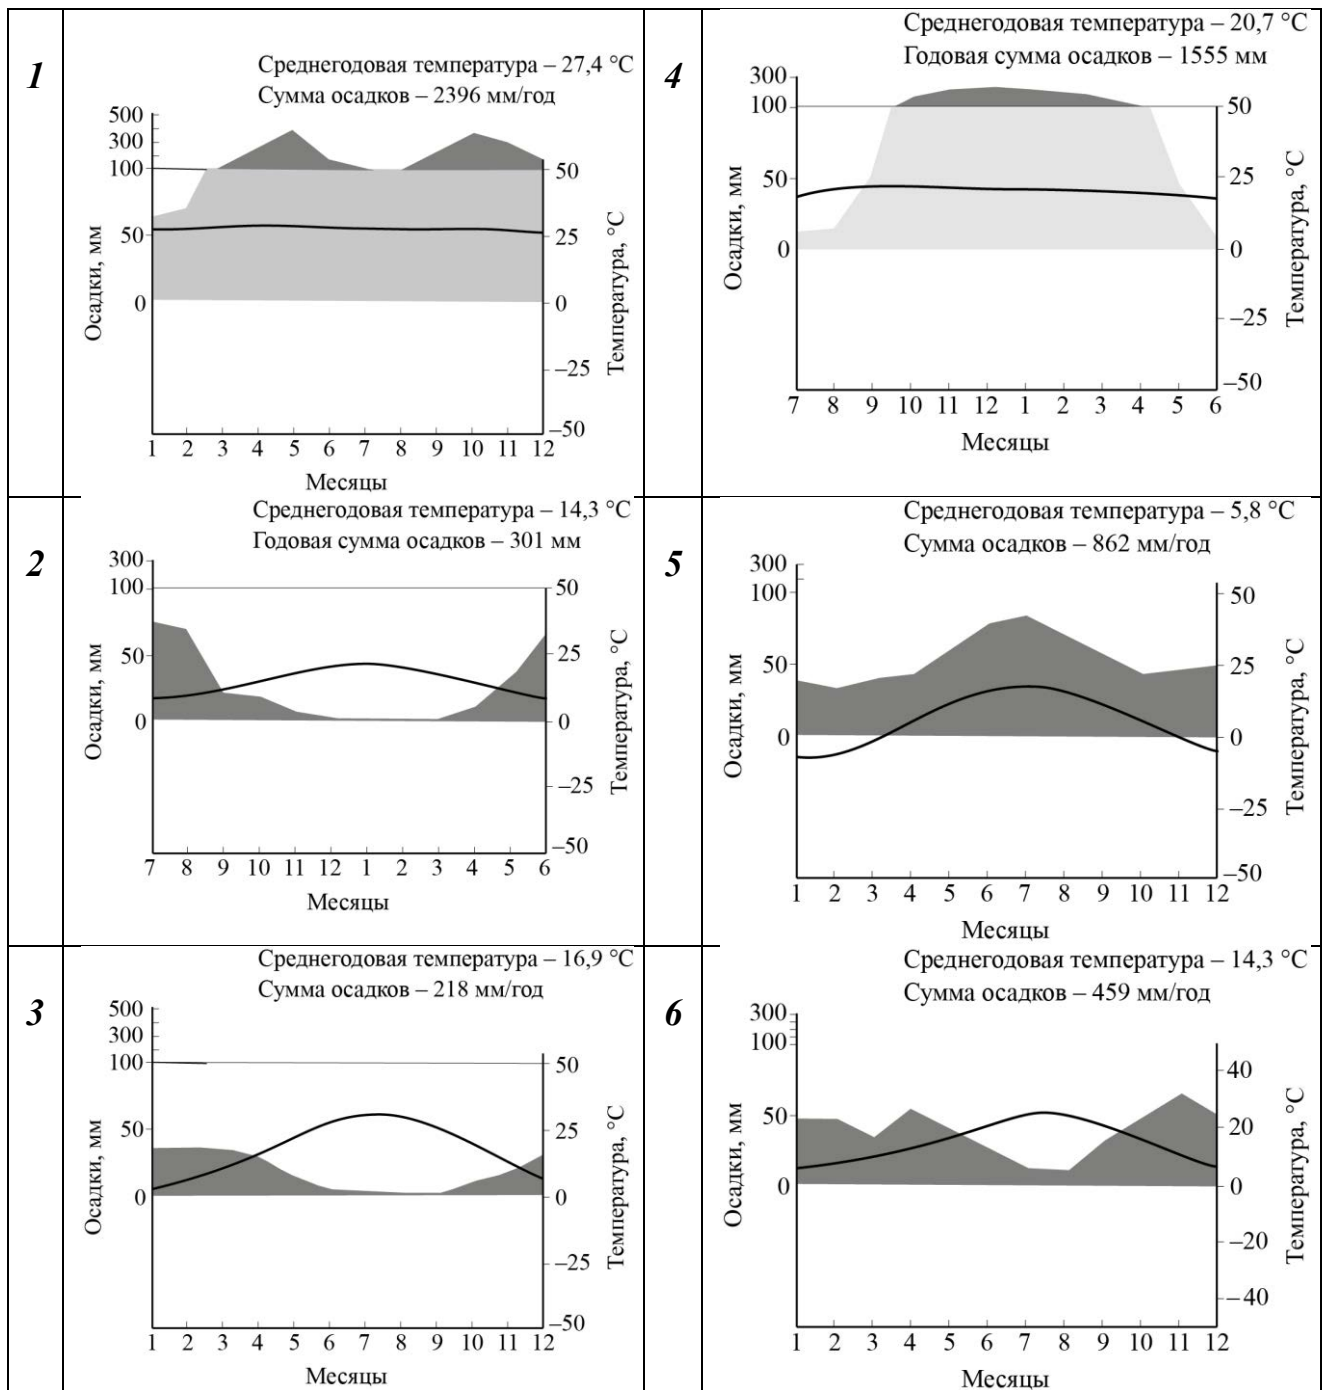 1
Среднегодовая температура – 27,4 °C
Сумма осадков – 2396 мм/год
500
300
100
50
0
Осадки, мм
50
25
0
–25
–50
Температура, °C
1 2 3 4 5 6 7 8 9 10 11 12
Месяцы
4
Среднегодовая температура – 20,7 °C
Годовая сумма осадков – 1555 мм
300
100
50
0
Осадки, мм
50
25
0
–25
–50
Температура, °C
7 8 9 10 11 12 1 2 3 4 5 6
Месяцы
2
Среднегодовая температура – 14,3 °C
Годовая сумма осадков – 301 мм
300
100
50
0
Осадки, мм
50
25
0
–25
–50
Температура, °C
7 8 9 10 11 12 1 2 3 4 5 6
Месяцы
5
Среднегодовая температура – 5,8 °C
Сумма осадков – 862 мм/год
300
100
50
0
Осадки, мм
50
25
0
–25
–50
Температура, °C
1 2 3 4 5 6 7 8 9 10 11 12
Месяцы
3
Среднегодовая температура – 16,9 °C
Сумма осадков – 218 мм/год
500
300
100
50
0
Осадки, мм
50
25
0
–25
–50
Температура, °C
1 2 3 4 5 6 7 8 9 10 11 12
Месяцы
6
Среднегодовая температура – 14,3 °C
Сумма осадков – 459 мм/год
300
100
50
0
Осадки, мм
40
20
0
–20
–40
Температура, °C
1 2 3 4 5 6 7 8 9 10 11 12
Месяцы